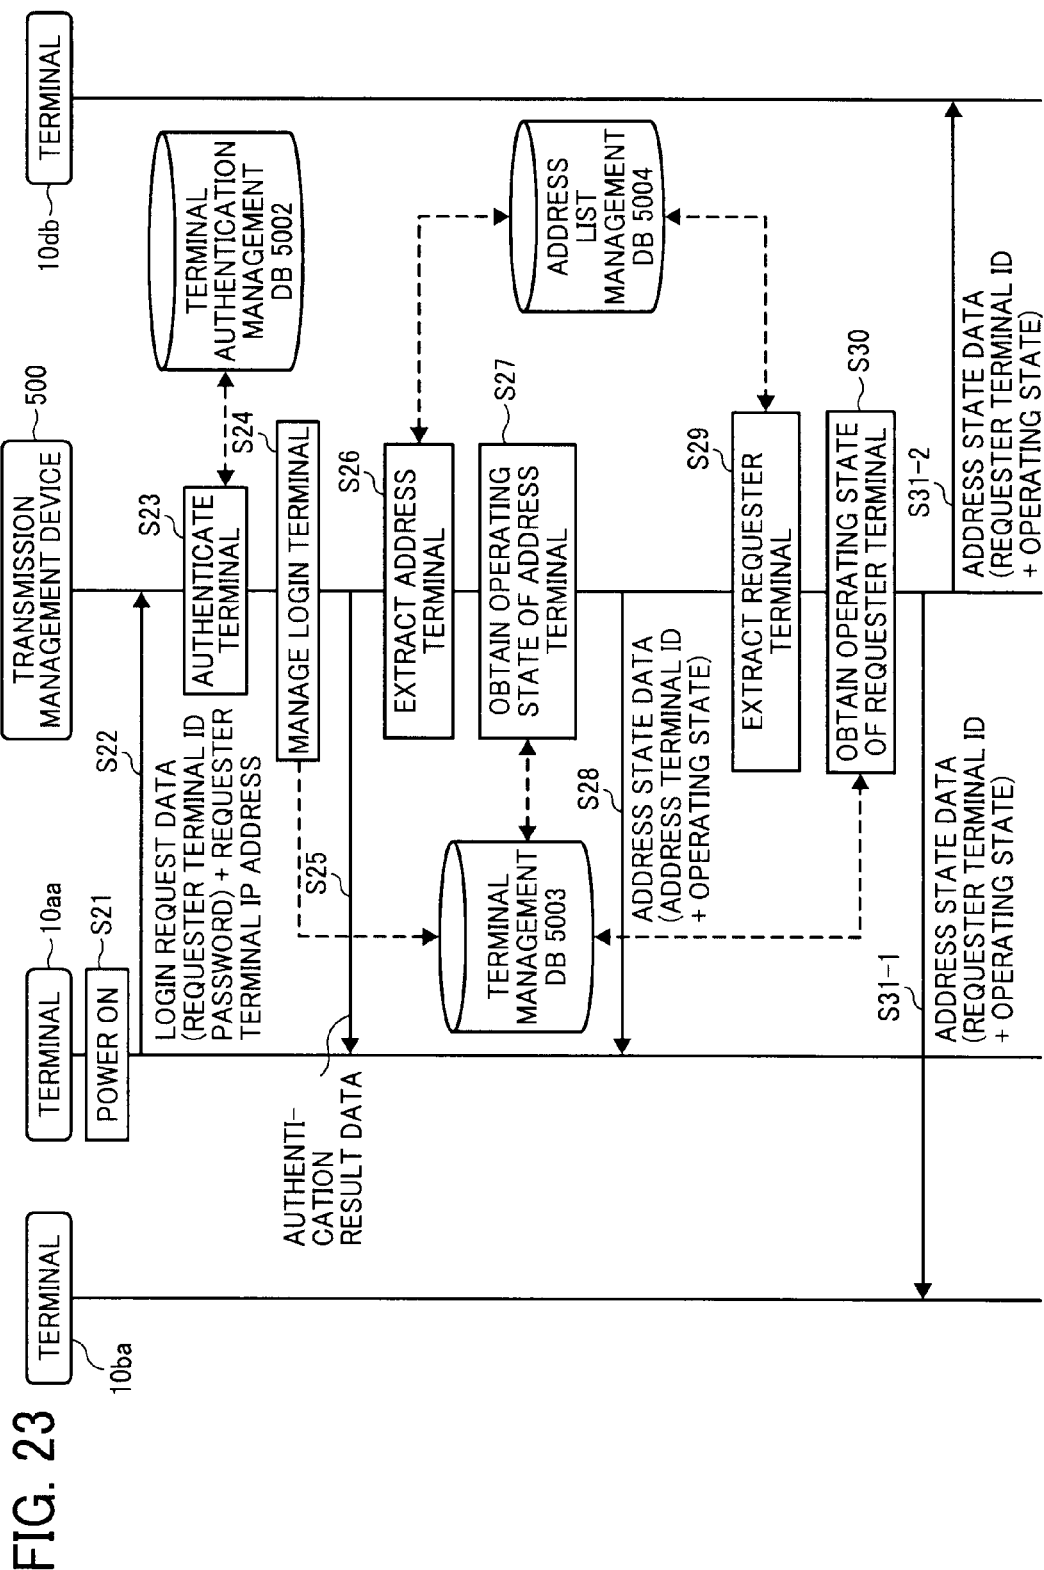 FIG. 23
TERMINAL
10ba
TERMINAL
10aa
TRANSMISSION
MANAGEMENT DEVICE
500
TERMINAL
10db
POWER ON
S21
S22
LOGIN REQUEST DATA
(REQUESTER TERMINAL ID
PASSWORD) + REQUESTER
TERMINAL IP ADDRESS
S23
AUTHENTICATE
TERMINAL
TERMINAL
AUTHENTICATION
MANAGEMENT
DB 5002
S24
MANAGE LOGIN TERMINAL
S25
AUTHENTI-
CATION
RESULT DATA
S26
EXTRACT ADDRESS
TERMINAL
ADDRESS
LIST
MANAGEMENT
DB 5004
S27
OBTAIN OPERATING
STATE OF ADDRESS
TERMINAL
TERMINAL
MANAGEMENT
DB 5003
S28
ADDRESS STATE DATA
(ADDRESS TERMINAL ID
+ OPERATING STATE)
S29
EXTRACT REQUESTER
TERMINAL
S30
OBTAIN OPERATING STATE
OF REQUESTER TERMINAL
S31-1
ADDRESS STATE DATA
(REQUESTER TERMINAL ID
+ OPERATING STATE)
S31-2
ADDRESS STATE DATA
(REQUESTER TERMINAL ID
+ OPERATING STATE)